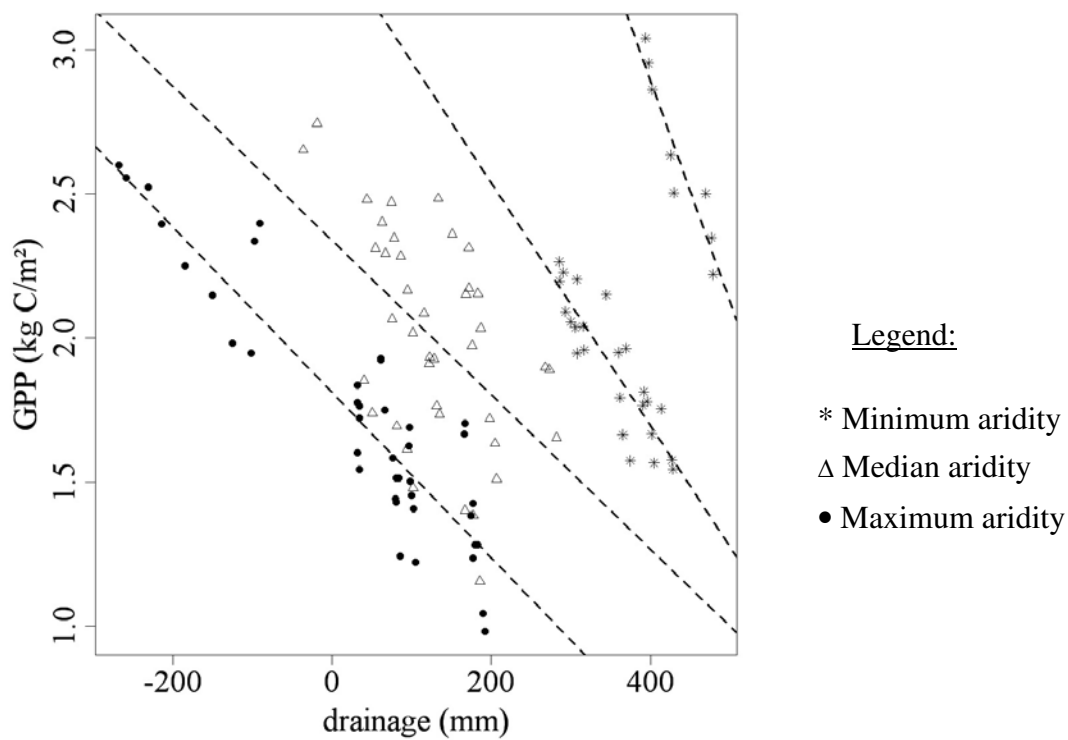 3.0
2.5
2.0
1.5
1.0
GPP (kg C/m²)
-200 0 200 400
drainage (mm)
Legend:
* Minimum aridity
Δ Median aridity
● Maximum aridity